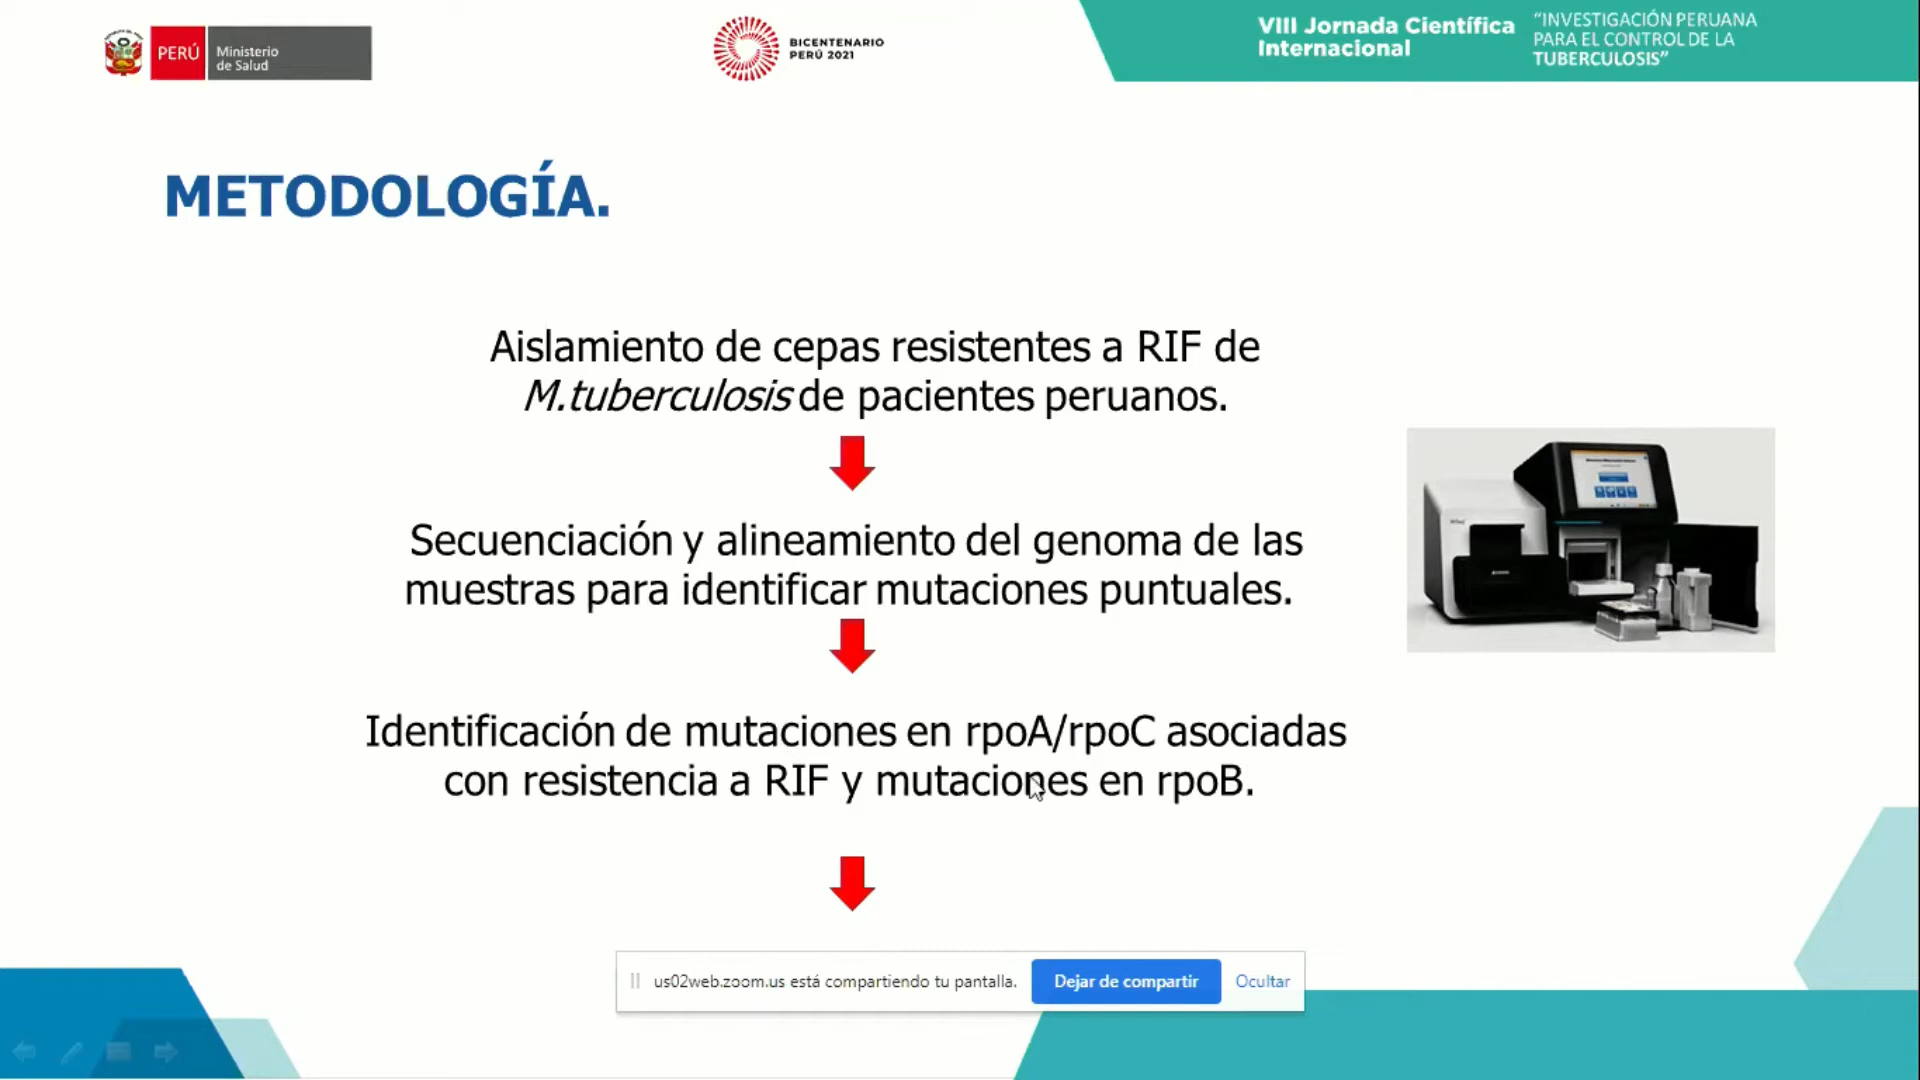 PERÚ
Ministerio
de Salud
BICENTENARIO
PERÚ 2021
VIII Jornada Científica
Internacional
“INVESTIGACIÓN PERUANA
PARA EL CONTROL DE LA
TUBERCULOSIS”
METODOLOGÍA.
Aislamiento de cepas resistentes a RIF de
M.tuberculosis de pacientes peruanos.
Secuenciación y alineamiento del genoma de las
muestras para identificar mutaciones puntuales.
Identificación de mutaciones en rpoA/rpoC asociadas
con resistencia a RIF y mutaciones en rpoB.
us02web.zoom.us está compartiendo tu pantalla.
Dejar de compartir
Ocultar